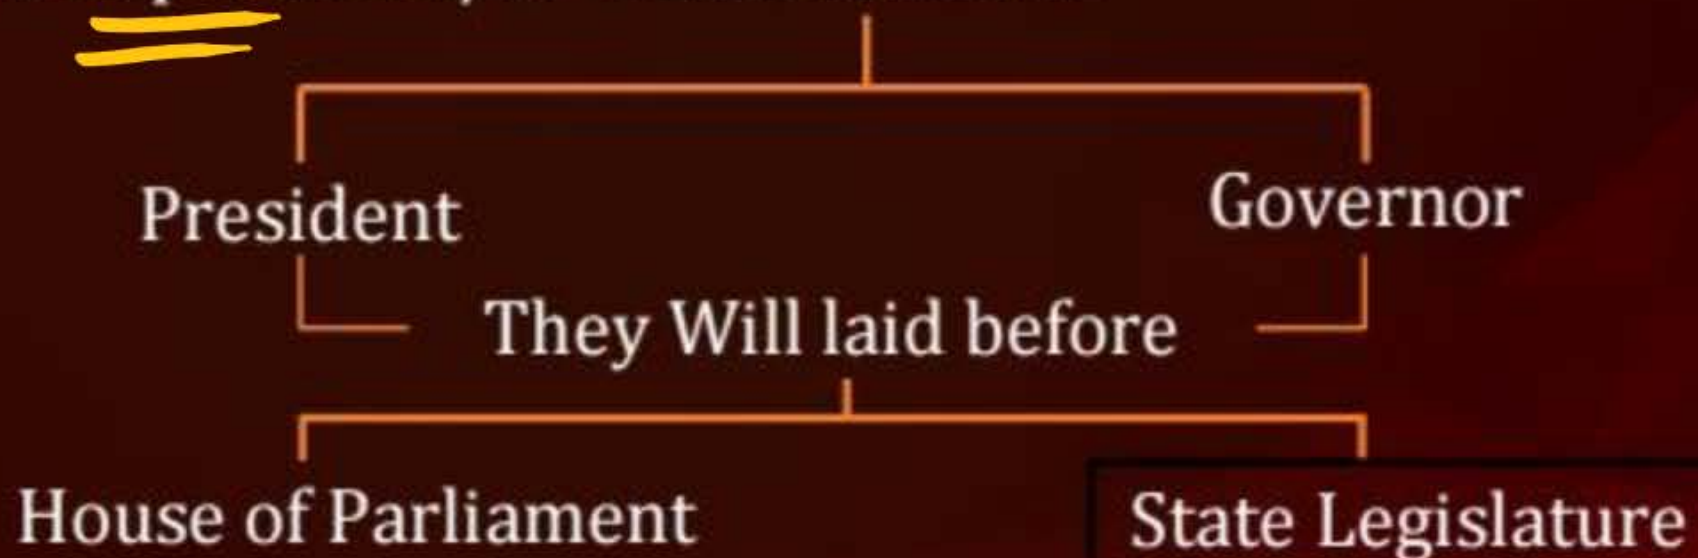 President
Governor
They Will laid before
House of Parliament
State Legislature